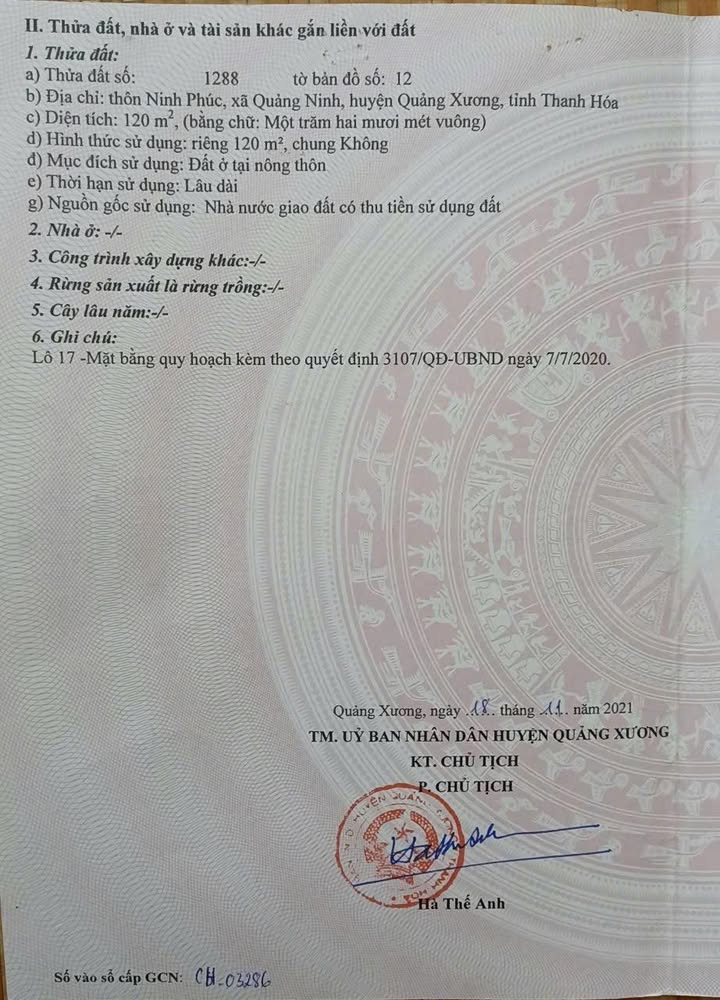 II. Thửa đất, nhà ở và tài sản khác gắn liền với đất
1. Thửa đất:
a) Thửa đất số: 1288 tờ bản đồ số: 12
b) Địa chỉ: thôn Ninh Phúc, xã Quảng Ninh, huyện Quảng Xương, tỉnh Thanh Hóa
c) Diện tích: 120 m², (bằng chữ: Một trăm hai mươi mét vuông)
d) Hình thức sử dụng: riêng 120 m², chung Không
đ) Mục đích sử dụng: Đất ở tại nông thôn
e) Thời hạn sử dụng: Lâu dài
g) Nguồn gốc sử dụng: Nhà nước giao đất có thu tiền sử dụng đất
2. Nhà ở: -/-
3. Công trình xây dựng khác:-/-
4. Rừng sản xuất là rừng trồng:-/-
5. Cây lâu năm:-/-
6. Ghi chú:
Lô 17 -Mặt bằng quy hoạch kèm theo quyết định 3107/QĐ-UBND ngày 7/7/2020.
Quảng Xương, ngày 18 tháng 11 năm 2021
TM. UỶ BAN NHÂN DÂN HUYỆN QUẢNG XƯƠNG
KT. CHỦ TỊCH
P. CHỦ TỊCH
Hà Thế Anh
Số vào sổ cấp GCN: CH-03286